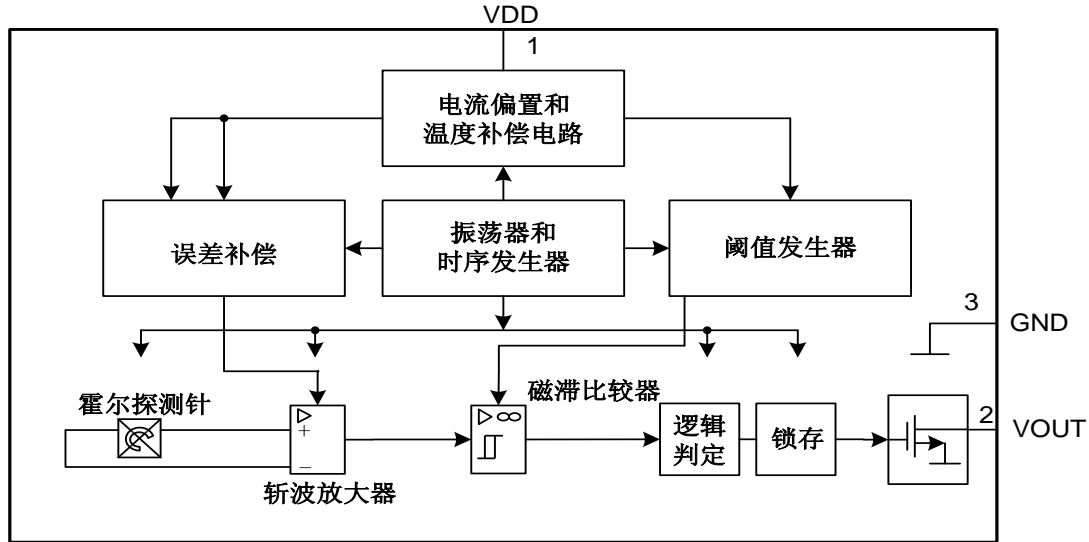 VDD
1
电流偏置和
温度补偿电路
误差补偿
振荡器和
时序发生器
阈值发生器
3
GND
霍尔探测针
磁滞比较器
+
−
∞
逻辑
判定
锁存
2
VOUT
斩波放大器